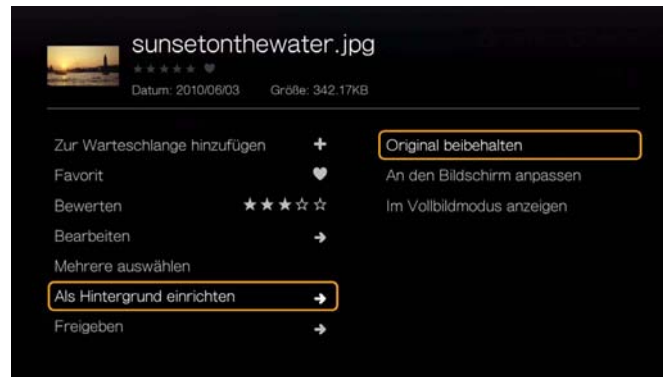 sunsetonthewater.jpg
Datum: 2010/06/03 Größe: 342.17KB
Zur Warteschlange hinzufügen
Favorit
Bewerten
Bearbeiten
Mehrere auswählen
Als Hintergrund einrichten
Freigeben
Original beibehalten
An den Bildschirm anpassen
Im Vollbildmodus anzeigen